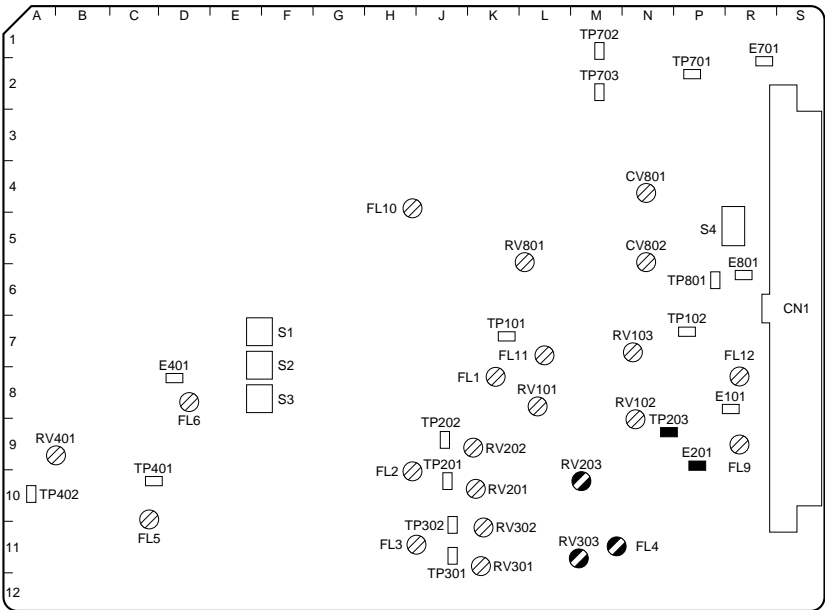 A B C D E F G H J K L M N P R S
1
TP702
E701
TP701
2
TP703
3
4
CV801
FL10
S4
5
RV801
CV802
E801
6
TP801
CN1
TP101
TP102
S1
7
RV103
FL11
FL12
E401
S2
FL1
8
RV101
E101
S3
RV102
FL6
TP202
TP203
9
RV401
RV202
E201
TP401
FL2
TP201
RV203
FL9
10
TP402
RV201
FL5
TP302
RV302
11
FL3
RV303
FL4
TP301
RV301
12